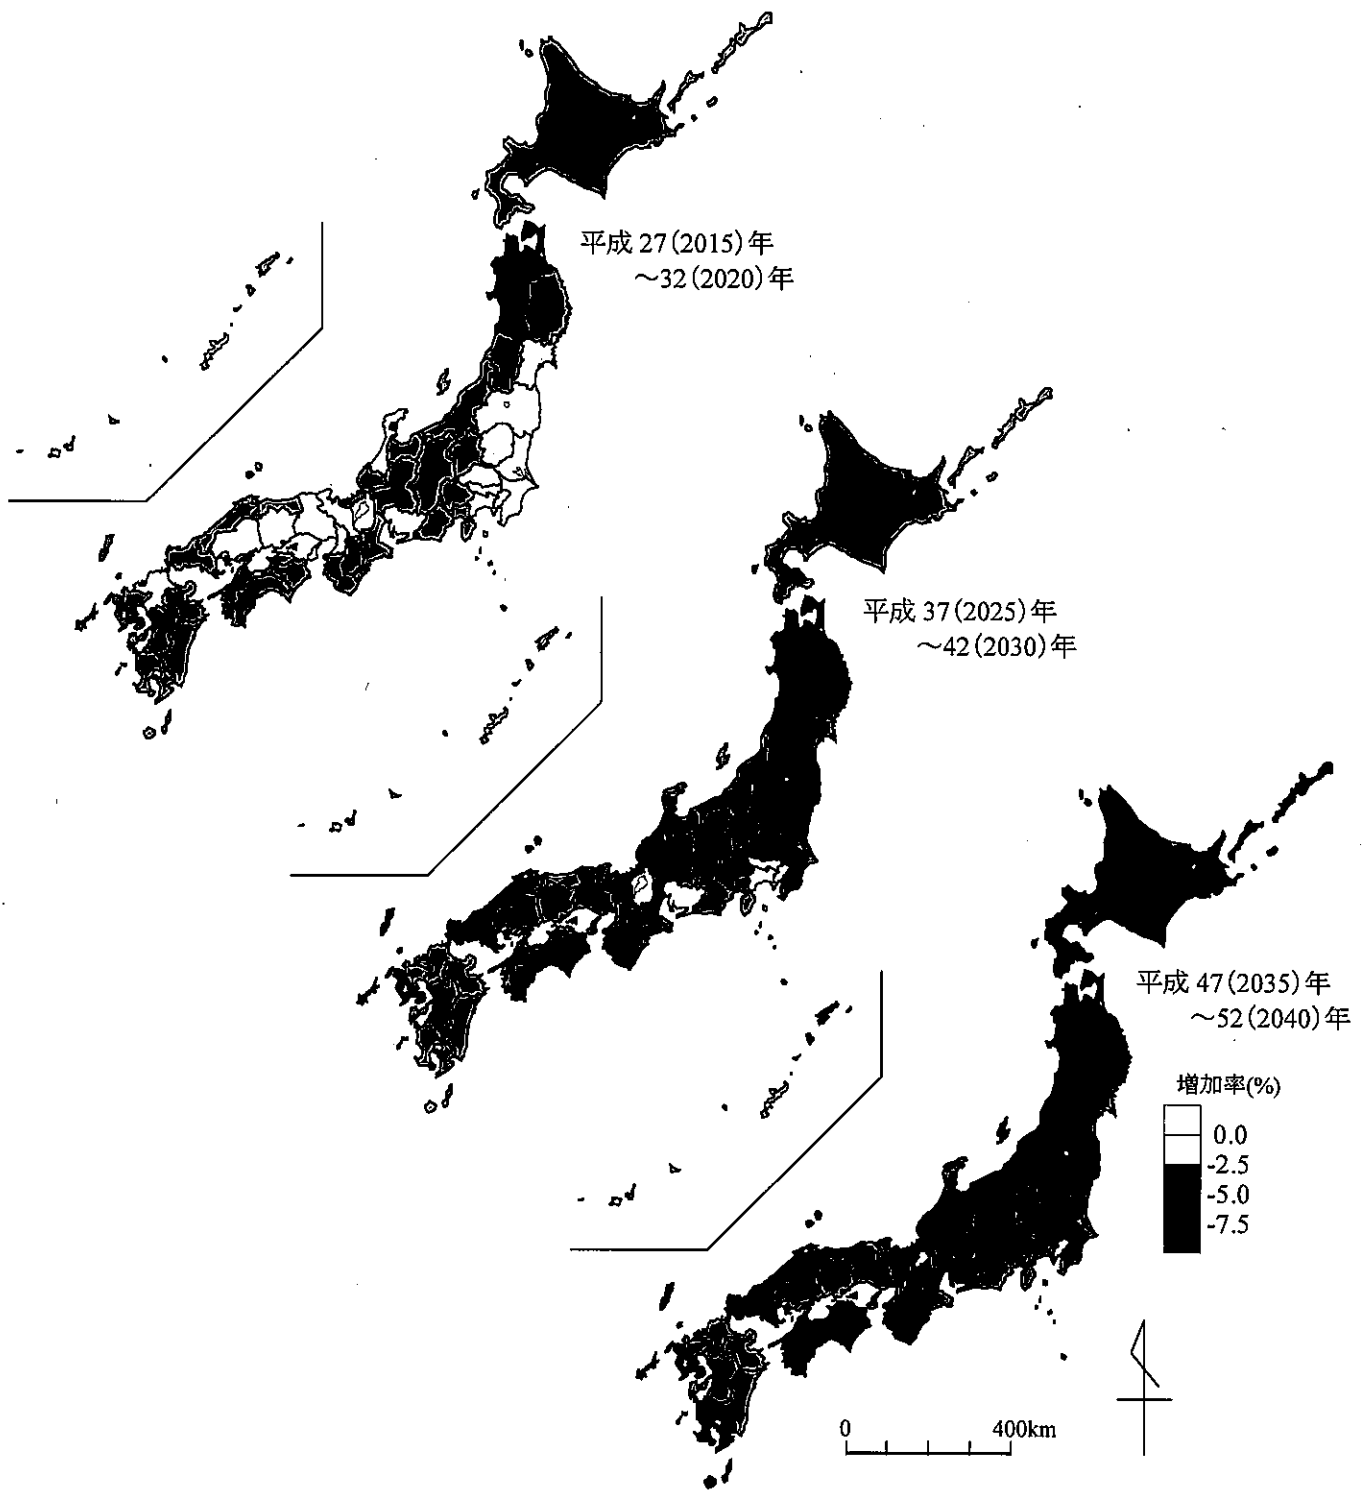 平成 27(2015)年
～32(2020)年
平成 37(2025)年
～42(2030)年
平成 47(2035)年
～52(2040)年
増加率(%)
0.0
-2.5
-5.0
-7.5
0 400km